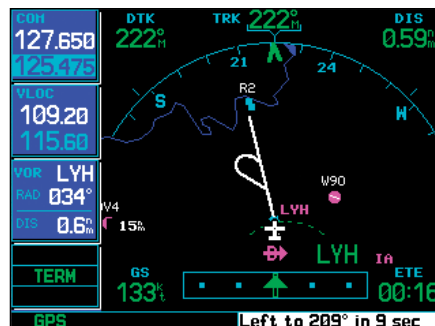 COM
127.650
125.475
VLOC
109.20
115.60
VOR LYH
RAD 034°
DIS 0.6nm
TERM
GPS
DTK
222°M
TRK 222°M
DIS
0.59nm
21
24
S
W
R2
W90
LYH
V4
15nm
D
LYH IA
GS
133kt
ETE
00:16
Left to 209° in 9 sec